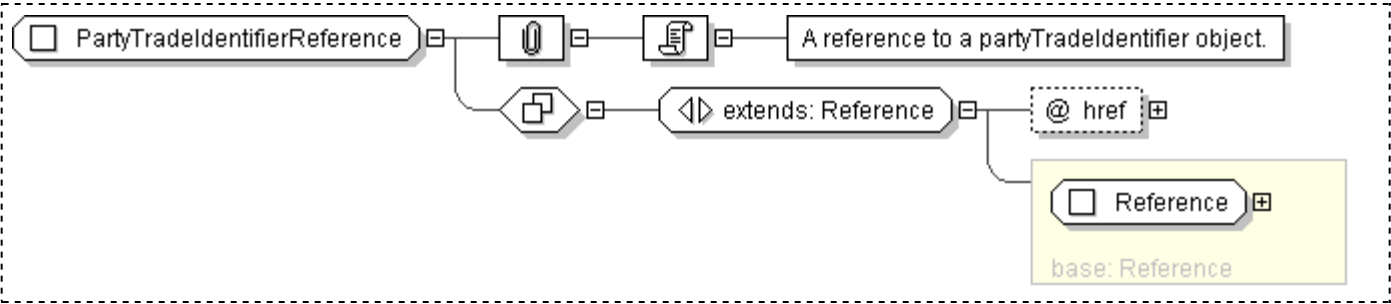 PartyTradeIdentifierReference
A reference to a partyTradeIdentifier object.
extends: Reference
@ href
Reference
base: Reference